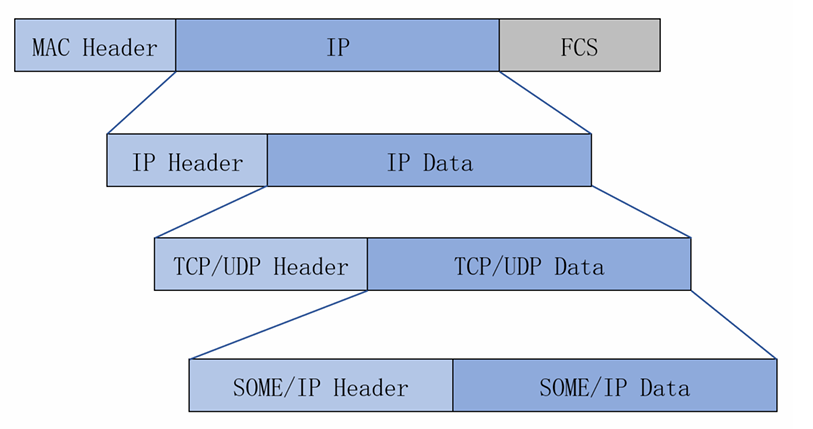 MAC Header IP FCS
IP Header IP Data
TCP/UDP Header TCP/UDP Data
SOME/IP Header SOME/IP Data